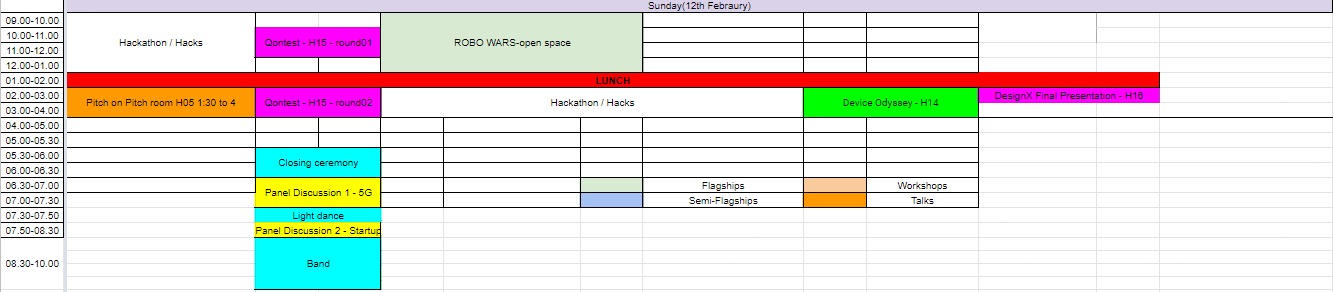 Sunday(12th Febraury)
09.00-10.00
10.00-11.00
Hackathon / Hacks
Qontest - H15 - round01
ROBO WARS-open space
11.00-12.00
12.00-01.00
01.00-02.00
LUNCH
02.00-03.00
Pitch on Pitch room H05 1:30 to 4
Qontest - H15 - round02
Hackathon / Hacks
Device Odyssey - H14
DesignX Final Presentation - H16
03.00-04.00
04.00-05.00
05.00-05.30
05.30-06.00
Closing ceremony
06.00-06.30
06.30-07.00
Panel Discussion 1 - 5G
Flagships
Workshops
07.00-07.30
Semi-Flagships
Talks
07.30-07.50
Light dance
07.50-08.30
Panel Discussion 2 - Startup
08.30-10.00
Band